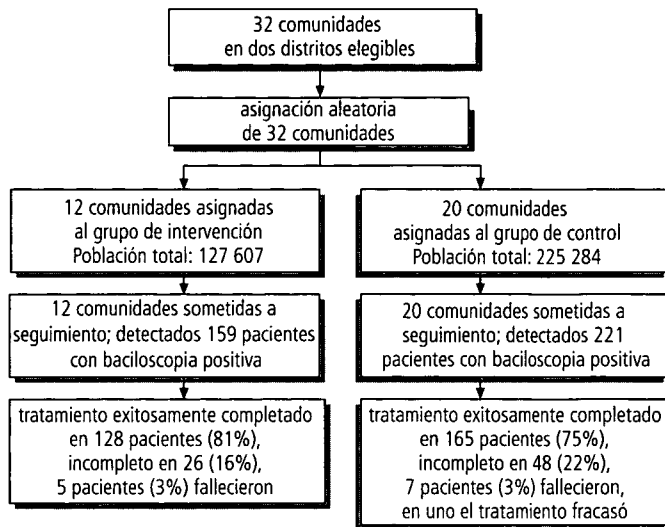 32 comunidades
en dos distritos elegibles
asignación aleatoria
de 32 comunidades
12 comunidades asignadas
al grupo de intervención
Población total: 127 607
20 comunidades
asignadas al grupo de control
Población total: 225 284
12 comunidades sometidas a
seguimiento; detectados 159 pacientes
con baciloscopia positiva
20 comunidades sometidas a
seguimiento; detectados 221
pacientes con baciloscopia positiva
tratamiento exitosamente completado
en 128 pacientes (81%),
incompleto en 26 (16%),
5 pacientes (3%) fallecieron
tratamiento exitosamente completado
en 165 pacientes (75%),
incompleto en 48 (22%),
7 pacientes (3%) fallecieron,
en uno el tratamiento fracasó